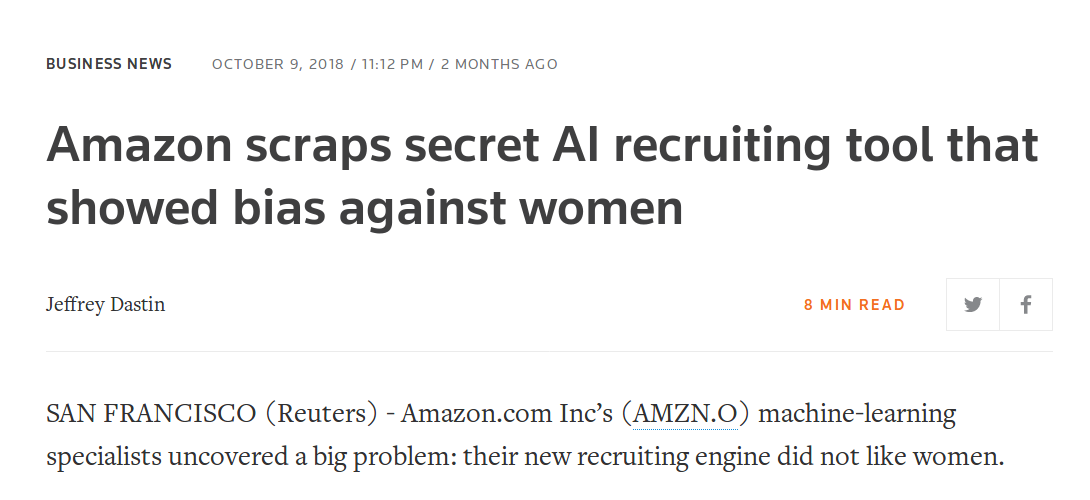 BUSINESS NEWS OCTOBER 9, 2018 / 11:12 PM / 2 MONTHS AGO
Amazon scraps secret AI recruiting tool that
showed bias against women
Jeffrey Dastin 8 MIN READ
SAN FRANCISCO (Reuters) - Amazon.com Inc’s (AMZN.O) machine-learning
specialists uncovered a big problem: their new recruiting engine did not like women.